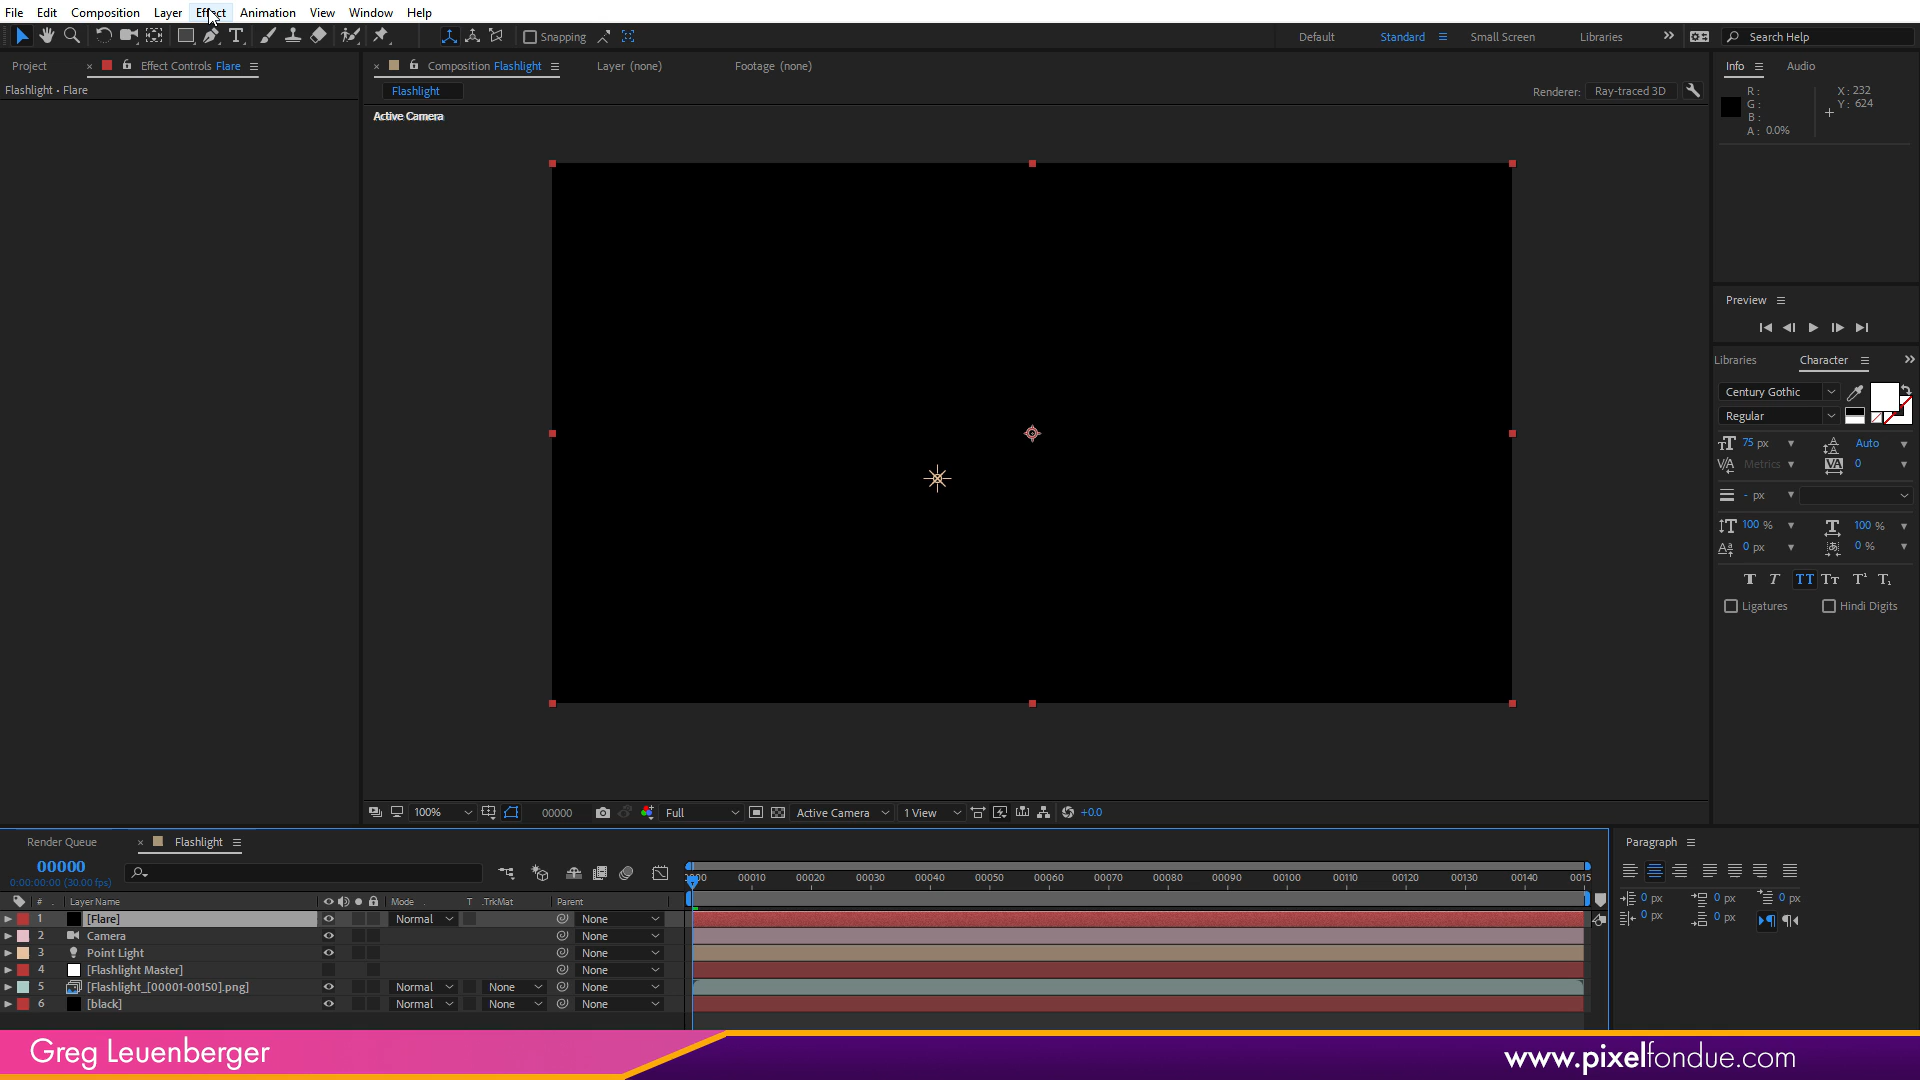 File Edit Composition Layer Effect Animation View Window Help
Snapping Default Standard Small Screen Libraries Search Help
Project Effect Controls Flare Composition Flashlight Layer (none) Footage (none) Info Audio
Flashlight • Flare Flashlight Renderer: Ray-traced 3D
Active Camera
R: X: 232
G: Y: 624
B:
A: 0.0%
Preview
Libraries Character
Century Gothic
Regular
75 px Auto
Metrics 0
- px
100 % 100 %
0 px 0 %
T T TT Tт T¹ T₁
Ligatures Hindi Digits
100% 00000 Full Active Camera 1 View +0.0
Render Queue Flashlight Paragraph
00000
0:00:00:00 (30.00 fps)
0000 00010 00020 00030 00040 00050 00060 00070 00080 00090 00100 00110 00120 00130 00140 0015
# Layer Name Mode T .TrkMat Parent
0 px 0 px 0 px
0 px 0 px
1 [Flare] Normal None
2 Camera None
3 Point Light None
4 [Flashlight Master] None
5 [Flashlight_[00001-00150].png] Normal None None
6 [black] Normal None None
Greg Leuenberger www.pixelfondue.com